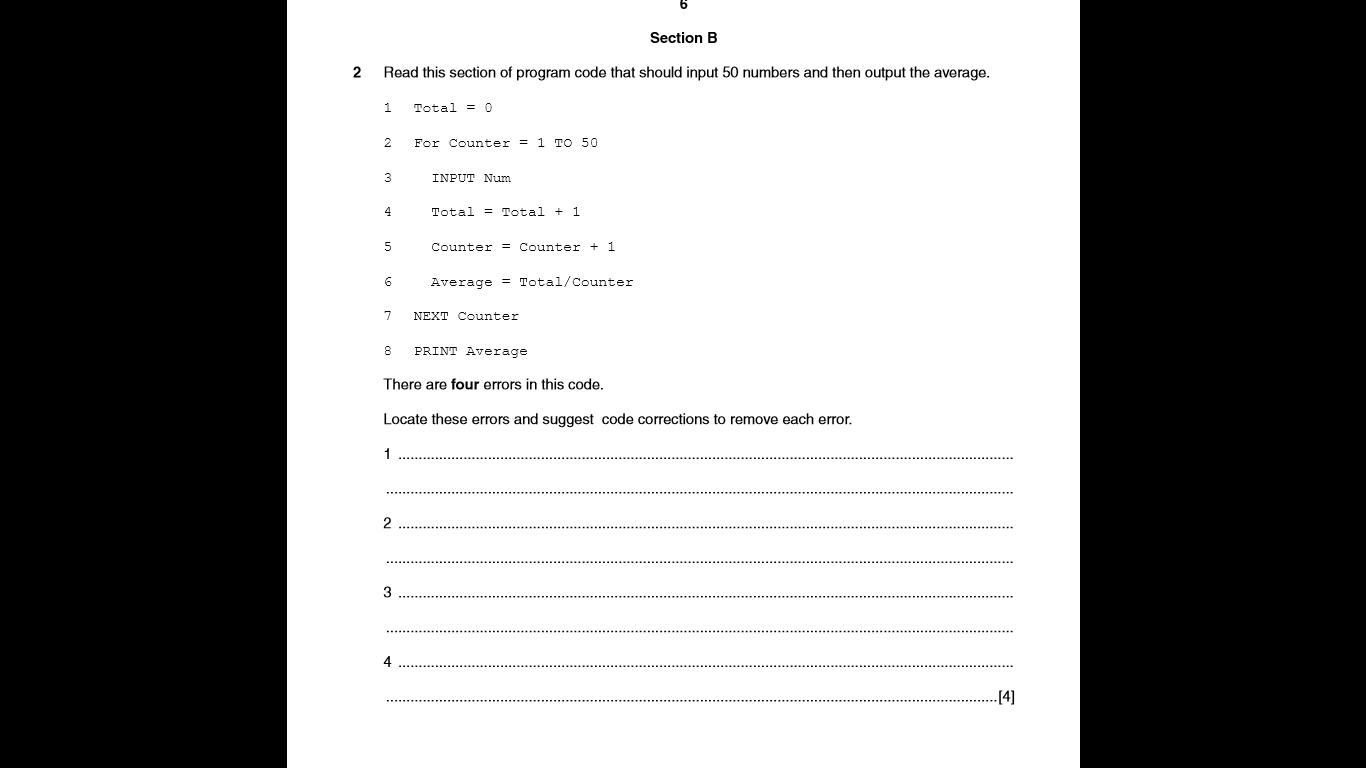 6
Section B
2 Read this section of program code that should input 50 numbers and then output the average.
1 Total = 0
2 For Counter = 1 TO 50
3 INPUT Num
4 Total = Total + 1
5 Counter = Counter + 1
6 Average = Total/Counter
7 NEXT Counter
8 PRINT Average
There are four errors in this code.
Locate these errors and suggest code corrections to remove each error.
1 ........................................................................
........................................................................
2 ........................................................................
........................................................................
3 ........................................................................
........................................................................
4 ........................................................................
........................................................................[4]